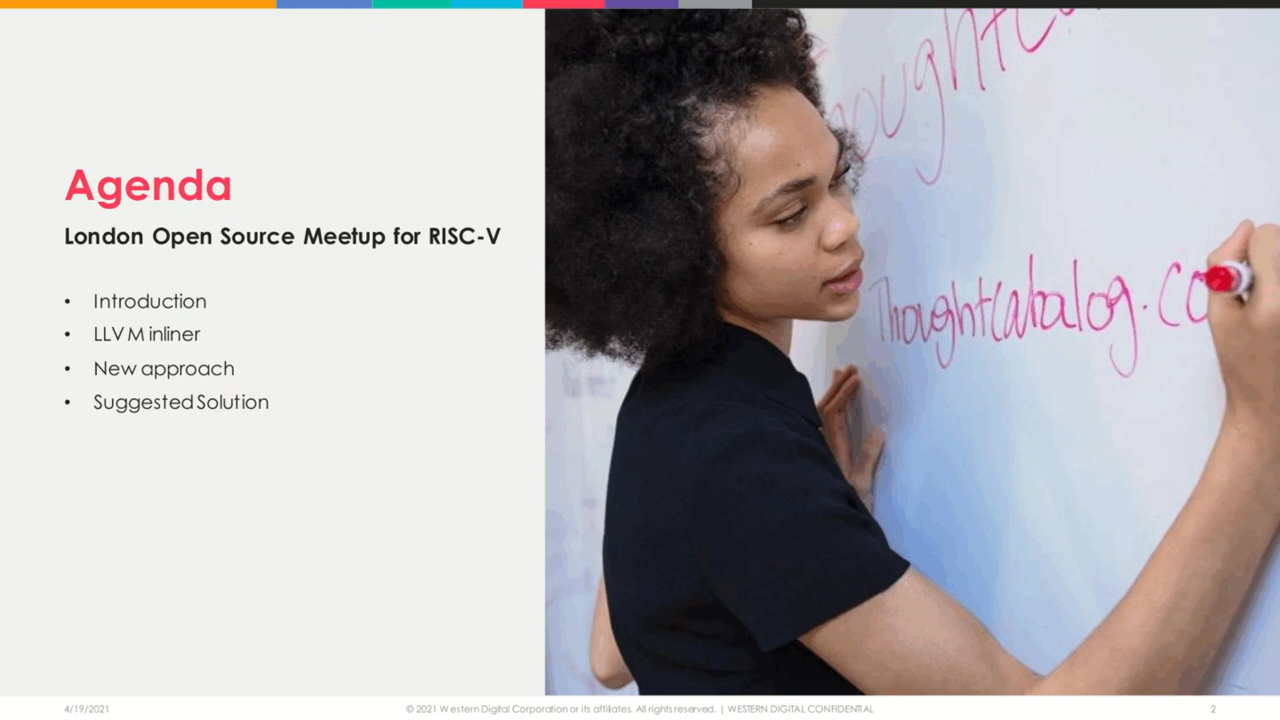 Agenda
London Open Source Meetup for RISC-V
• Introduction
• LLVM inliner
• New approach
• Suggested Solution
Thoughtcatalog.co
4/19/2021
© 2021 Western Digital Corporation or its affiliates. All rights reserved. | WESTERN DIGITAL CONFIDENTIAL
2